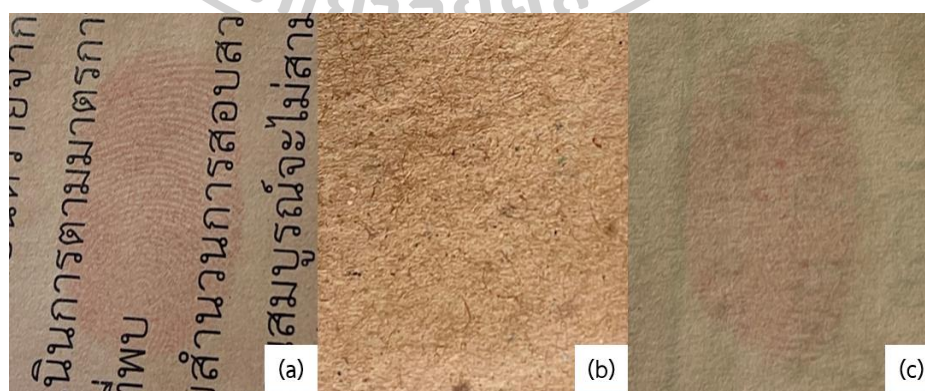 นินการตามมาตรกา
ที่พบ
สำนวนการสอบสว
สมบูรณ์จะไม่สาม
(a)
(b)
(c)